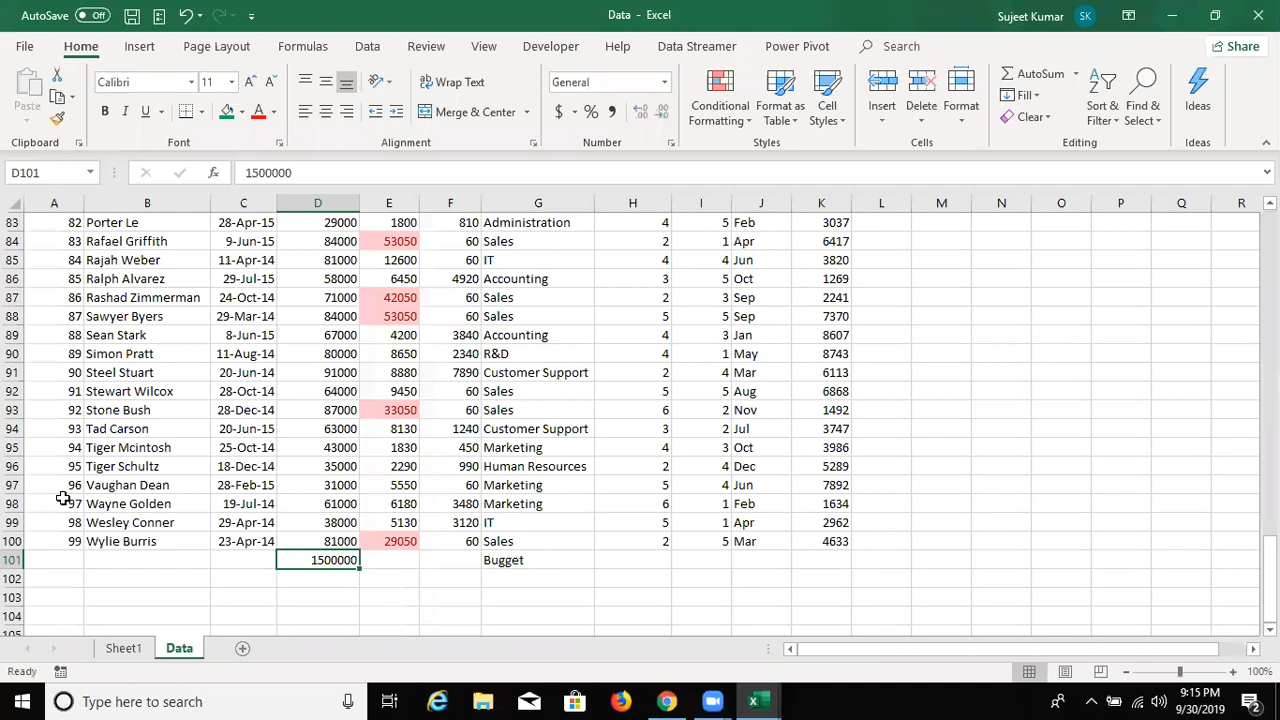 AutoSave Off
Data - Excel
Sujeet Kumar SK
File Home Insert Page Layout Formulas Data Review View Developer Help Data Streamer Power Pivot Search Share
Paste
Calibri 11
Wrap Text
General
Conditional Formatting
Format as Table
Cell Styles
Insert
Delete
Format
AutoSum
Fill
Clear
Sort & Filter
Find & Select
Ideas
B I U
Merge & Center
$ %
Clipboard Font Alignment Number Styles Cells Editing Ideas
D101 fx 1500000
A B C D E F G H I J K L M N O P Q R
83 82 Porter Le 28-Apr-15 29000 1800 810 Administration 4 5 Feb 3037
84 83 Rafael Griffith 9-Jun-15 84000 53050 60 Sales 2 1 Apr 6417
85 84 Rajah Weber 11-Apr-14 81000 12600 60 IT 4 4 Jun 3820
86 85 Ralph Alvarez 29-Jul-15 58000 6450 4920 Accounting 3 5 Oct 1269
87 86 Rashad Zimmerman 24-Oct-14 71000 42050 60 Sales 2 3 Sep 2241
88 87 Sawyer Byers 29-Mar-14 84000 53050 60 Sales 5 5 Sep 7370
89 88 Sean Stark 8-Jun-15 67000 4200 3840 Accounting 4 3 Jan 8607
90 89 Simon Pratt 11-Aug-14 80000 8650 2340 R&D 4 1 May 8743
91 90 Steel Stuart 20-Jun-14 91000 8880 7890 Customer Support 2 4 Mar 6113
92 91 Stewart Wilcox 28-Oct-14 64000 9450 60 Sales 5 5 Aug 6868
93 92 Stone Bush 28-Dec-14 87000 33050 60 Sales 6 2 Nov 1492
94 93 Tad Carson 20-Jun-15 63000 8130 1240 Customer Support 3 2 Jul 3747
95 94 Tiger Mcintosh 25-Oct-14 43000 1830 450 Marketing 4 3 Oct 3986
96 95 Tiger Schultz 18-Dec-14 35000 2290 990 Human Resources 2 4 Dec 5289
97 96 Vaughan Dean 28-Feb-15 31000 5550 60 Marketing 5 4 Jun 7892
98 97 Wayne Golden 19-Jul-14 61000 6180 3480 Marketing 6 1 Feb 1634
99 98 Wesley Conner 29-Apr-14 38000 5130 3120 IT 5 1 Apr 2962
100 99 Wylie Burris 23-Apr-14 81000 29050 60 Sales 2 5 Mar 4633
101 1500000 Bugget
102
103
104
Sheet1 Data
Ready 100%
Type here to search
9:15 PM
9/30/2019
2